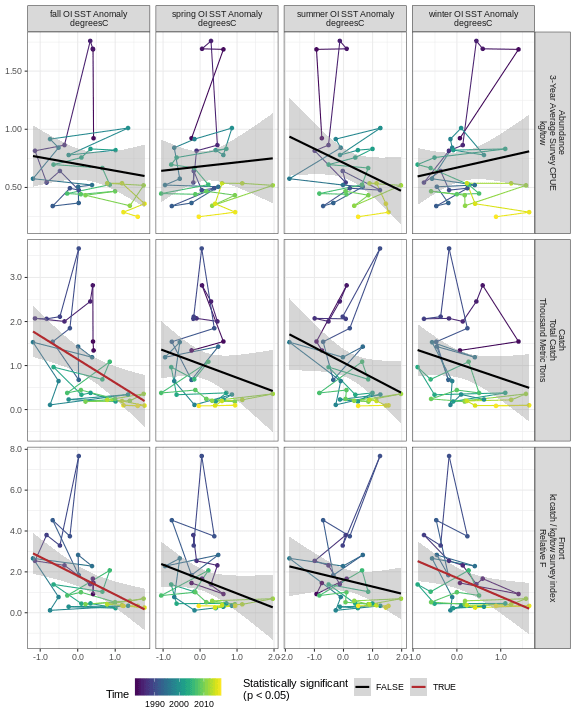 fall OI SST Anomaly
degreesC
spring OI SST Anomaly
degreesC
summer OI SST Anomaly
degreesC
winter OI SST Anomaly
degreesC
1.50
1.00
0.50
Abundance
3-Year Average Survey CPUE
kg/tow
3.0
2.0
1.0
0.0
Catch
Total Catch
Thousand Metric Tons
8.0
6.0
4.0
2.0
0.0
Fmort
kt catch / kg/tow survey index
Relative F
-1.0 0.0 1.0
-1.0 0.0 1.0 2.0
2.0 -1.0 0.0 1.0 2.0
1.0 0.0 1.0
Time
1990 2000 2010
Statistically significant
(p < 0.05)
FALSE
TRUE